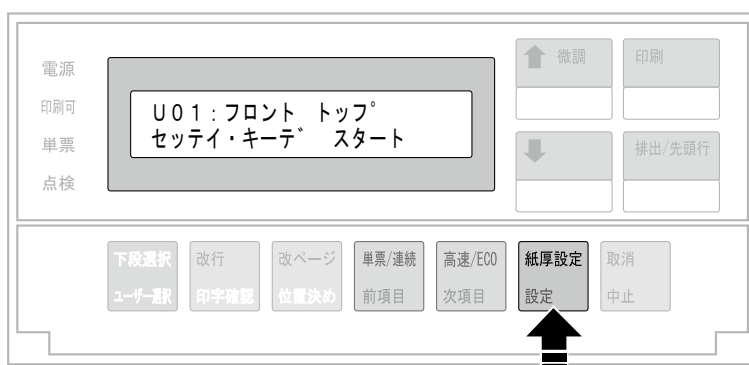 電源
印刷可
単票
点検
U01:フロント トップ
セッテイ・キーデ スタート
微調
印刷
排出/先頭行
下段選択
ユーザー選択
改行
印字確認
改ページ
位置決め
単票/連続
前項目
高速/ECO
次項目
紙厚設定
設定
取消
中止